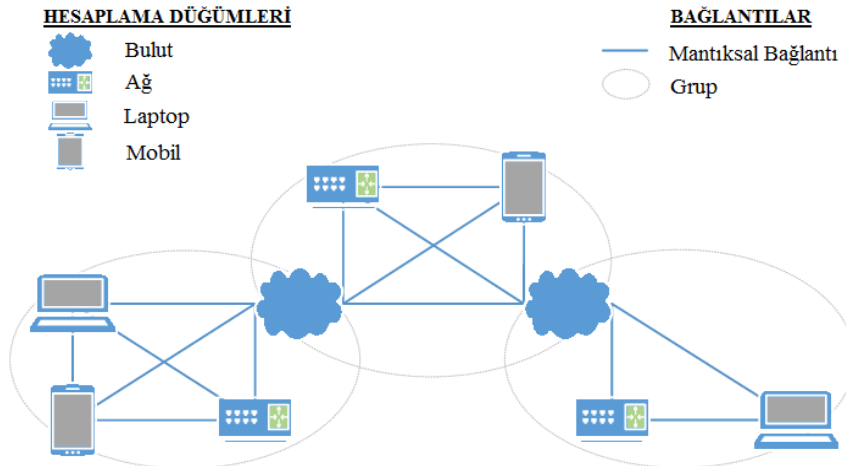 HESAPLAMA DÜĞÜMLERİ
Bulut
Ağ
Laptop
Mobil
BAĞLANTILAR
Mantıksal Bağlantı
Grup